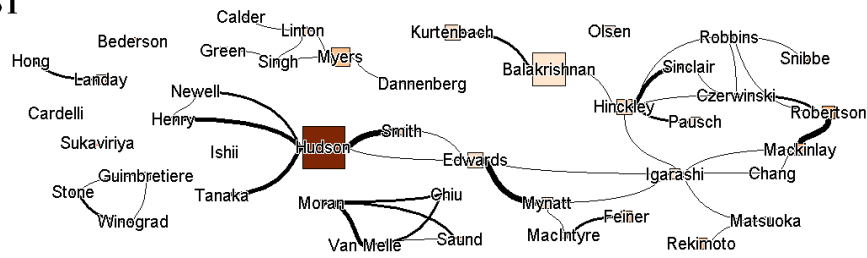 Calder
Linton
Kurtenbach
Olsen
Robbins
Bederson
Green
Singh
Myers
Snibbe
Hong
Landay
Dannenberg
Balakrishnan
Sinclair
Newell
Hinckley
Czerwinski
Cardelli
Henry
Pausch
Robertson
Sukaviriya
Ishii
Hudson
Smith
Mackinlay
Edwards
Guimbretiere
Igarashi
Chang
Stone
Tanaka
Moran
Chiu
Mynatt
Winograd
Feiner
Matsuoka
Van Melle
Saund
MacIntyre
Rekimoto